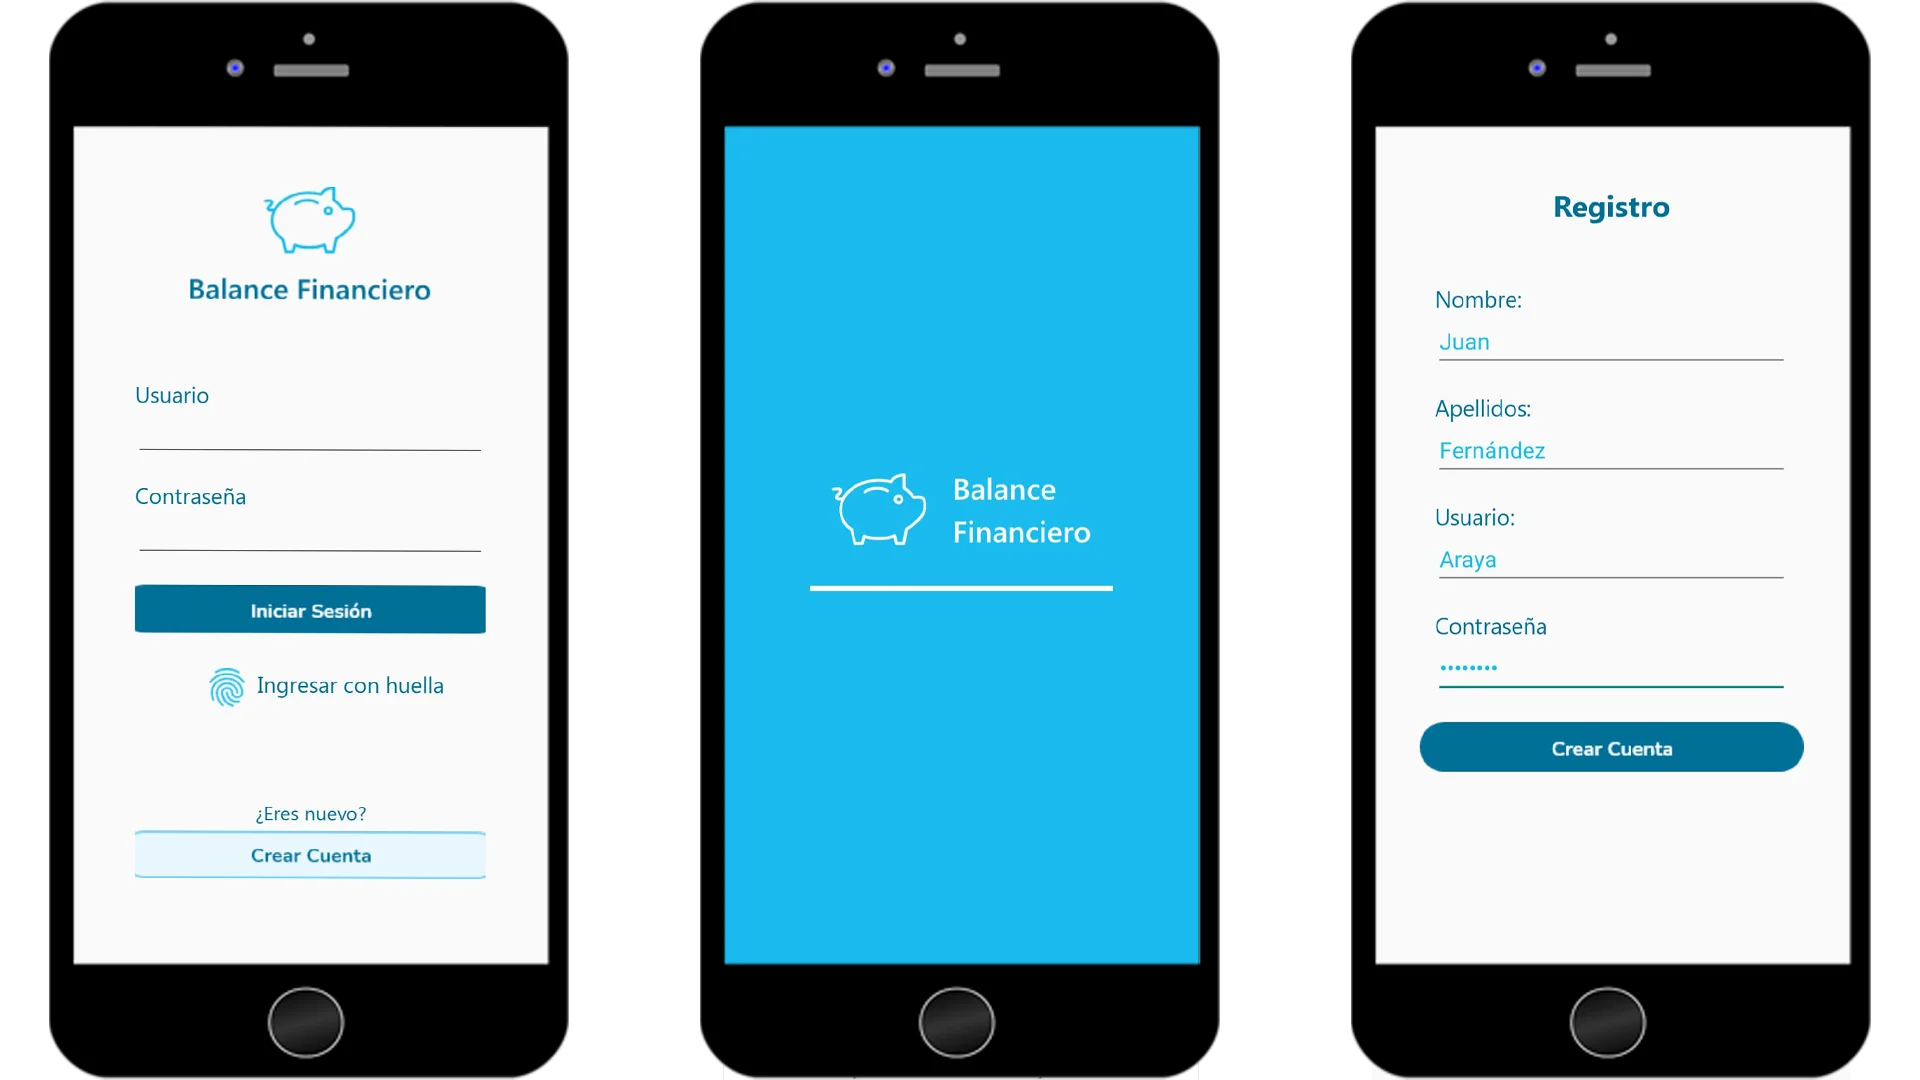 Balance Financiero
Usuario
Contraseña
Iniciar Sesión
Ingresar con huella
¿Eres nuevo?
Crear Cuenta
Balance
Financiero
Registro
Nombre:
Juan
Apellidos:
Fernández
Usuario:
Araya
Contraseña
••••••••
Crear Cuenta